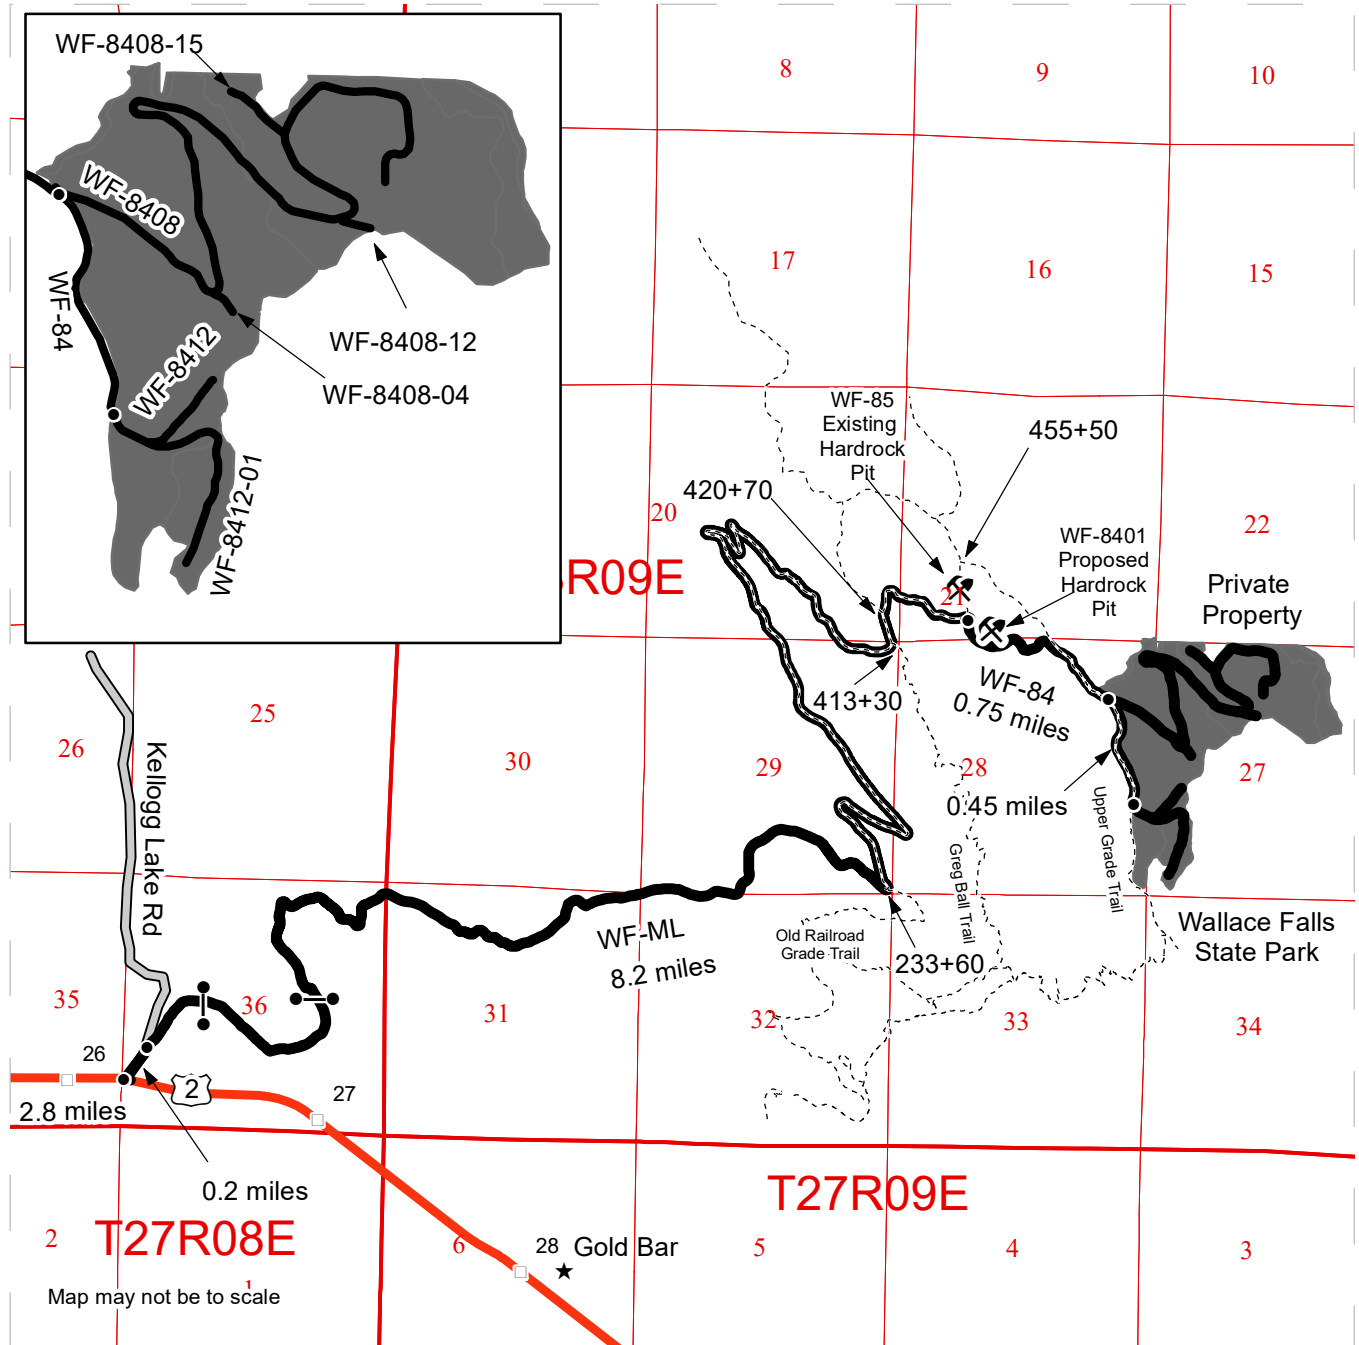 WF-8408-15
WF-8408
WF-84
WF-8412
WF-8412-01
WF-8408-12
WF-8408-04
8
9
10
17
16
15
WF-85
Existing
Hardrock
Pit
455+50
420+70
20
22
WF-8401
Proposed
Hardrock
Pit
R09E
21
Private
Property
413+30
WF-84
0.75 miles
26
25
30
29
28
27
Kellogg Lake Rd
0.45 miles
Upper Grade Trail
Greg Ball Trail
WF-ML
8.2 miles
Old Railroad
Grade Trail
233+60
Wallace Falls
State Park
35
36
31
32
33
34
26
2
27
2.8 miles
0.2 miles
T27R09E
2
T27R08E
6
28
Gold Bar
5
4
3
1
Map may not be to scale